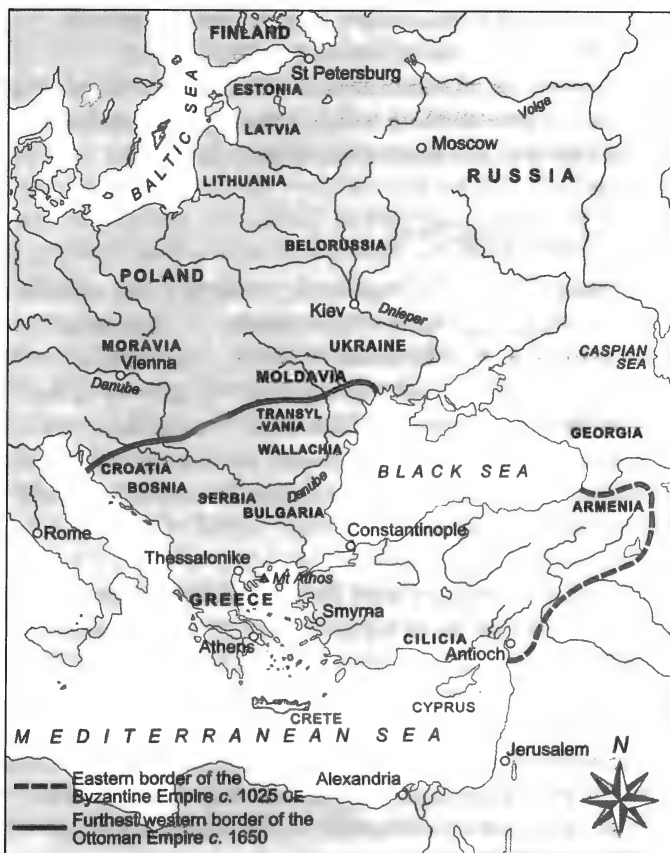 FINLAND
St Petersburg
ESTONIA
Volga
LATVIA
BALTIC SEA
Moscow
RUSSIA
LITHUANIA
BELORUSSIA
POLAND
Kiev
Dnieper
MORAVIA
UKRAINE
Vienna
CASPIAN
SEA
Danube
MOLDAVIA
TRANSYL
-VANIA
GEORGIA
WALLACHIA
CROATIA
BLACK SEA
BOSNIA
SERBIA
Danube
ARMENIA
BULGARIA
Rome
Constantinople
Thessalonike
Mt Athos
GREECE
Smyrna
CILICIA
Athens
Antioch
CYPRUS
CRETE
MEDITERRANEAN SEA
Jerusalem
N
Alexandria
Eastern border of the
Byzantine Empire c. 1025 CE
Furthest western border of the
Ottoman Empire c. 1650